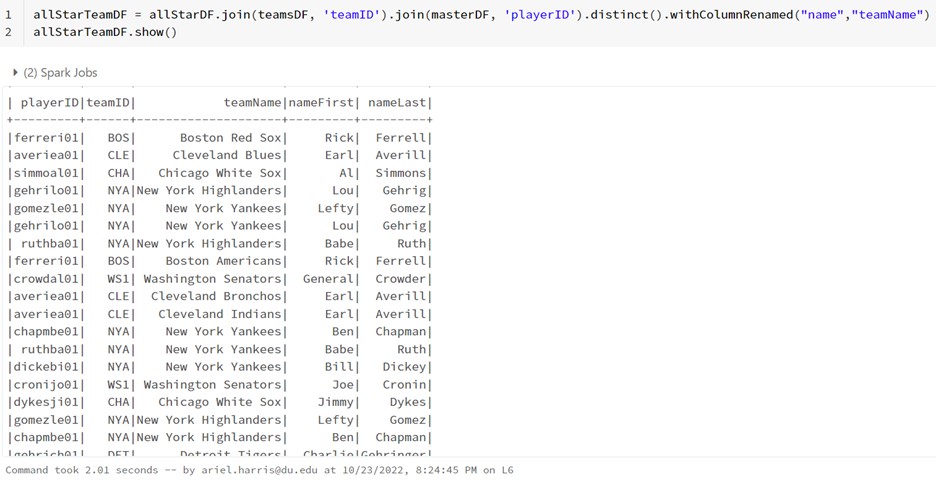 1 allStarTeamDF = allStarDF.join(teamsDF, 'teamID').join(masterDF, 'playerID').distinct().withColumnRenamed("name","teamName")
2 allStarTeamDF.show()
(2) Spark Jobs
| playerID|teamID|            teamName|nameFirst| nameLast|
+---------+------+--------------------+---------+---------+
|ferreri01|   BOS|      Boston Red Sox|     Rick|  Ferrell|
|averiea01|   CLE|     Cleveland Blues|     Earl|  Averill|
|simmoal01|   CHA|   Chicago White Sox|       Al|  Simmons|
|gehrilo01|   NYA|New York Highlanders|      Lou|   Gehrig|
|gomezle01|   NYA|    New York Yankees|    Lefty|    Gomez|
|gehrilo01|   NYA|    New York Yankees|      Lou|   Gehrig|
| ruthba01|   NYA|New York Highlanders|     Babe|     Ruth|
|ferreri01|   BOS|    Boston Americans|     Rick|  Ferrell|
|crowdal01|   WS1| Washington Senators|  General|  Crowder|
|averiea01|   CLE|  Cleveland Bronchos|     Earl|  Averill|
|averiea01|   CLE|   Cleveland Indians|     Earl|  Averill|
|chapmbe01|   NYA|    New York Yankees|      Ben|  Chapman|
| ruthba01|   NYA|    New York Yankees|     Babe|     Ruth|
|dickebi01|   NYA|    New York Yankees|     Bill|   Dickey|
|cronijo01|   WS1| Washington Senators|      Joe|   Cronin|
|dykesji01|   CHA|   Chicago White Sox|    Jimmy|    Dykes|
|gomezle01|   NYA|New York Highlanders|    Lefty|    Gomez|
|chapmbe01|   NYA|New York Highlanders|      Ben|  Chapman|
|gehrich01|   DET|      Detroit Tigers|  Charlie|Gehringer|
Command took 2.01 seconds -- by ariel.harris@du.edu at 10/23/2022, 8:24:45 PM on L6